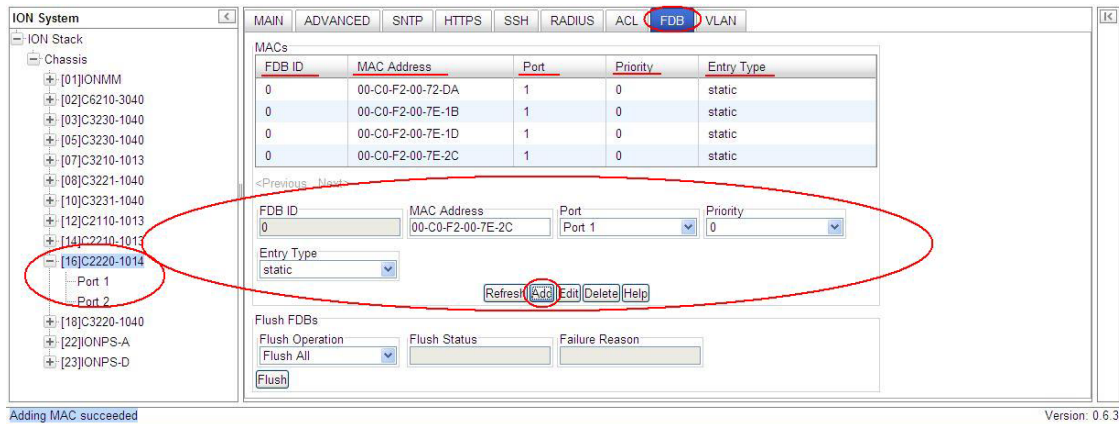 ION System
ION Stack
Chassis
[01]IONMM
[02]C6210-3040
[03]C3230-1040
[05]C3230-1040
[07]C3210-1013
[08]C3221-1040
[10]C3231-1040
[12]C2110-1013
[14]C2210-1013
[16]C2220-1014
Port 1
Port 2
[18]C3220-1040
[22]IONPS-A
[23]IONPS-D
MAIN ADVANCED SNTP HTTPS SSH RADIUS ACL FDB VLAN
MACs
FDB ID MAC Address Port Priority Entry Type
0 00-C0-F2-00-72-DA 1 0 static
0 00-C0-F2-00-7E-1B 1 0 static
0 00-C0-F2-00-7E-1D 1 0 static
0 00-C0-F2-00-7E-2C 1 0 static
<Previous Next>
FDB ID MAC Address Port Priority
0 00-C0-F2-00-7E-2C Port 1 0
Entry Type
static
Refresh Add Edit Delete Help
Flush FDBs
Flush Operation Flush Status Failure Reason
Flush All
Flush
Adding MAC succeeded
Version: 0.6.3